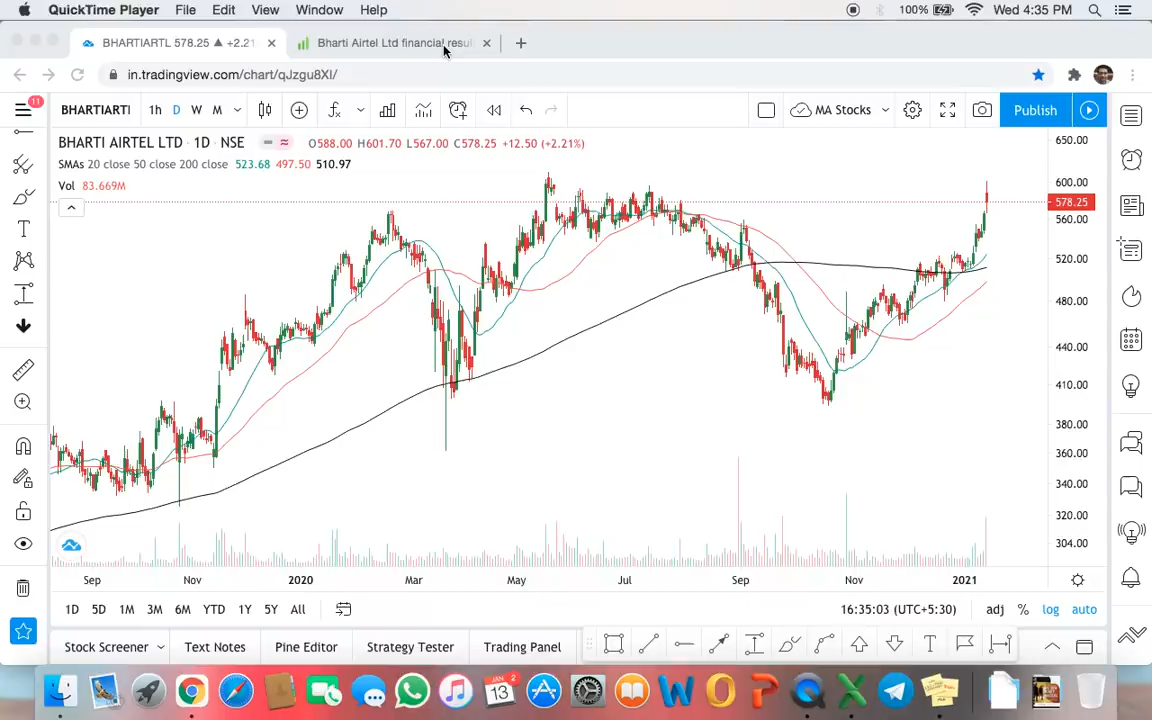 QuickTime Player File Edit View Window Help 100% Wed 4:35 PM
BHARTIARTL 578.25 ▲ +2.21 Bharti Airtel Ltd financial resul
in.tradingview.com/chart/qJzgu8XI/
11
BHARTIARTI 1h D W M MA Stocks Publish
BHARTI AIRTEL LTD · 1D · NSE O588.00 H601.70 L567.00 C578.25 +12.50 (+2.21%)
SMAs 20 close 50 close 200 close 523.68 497.50 510.97
Vol 83.669M
650.00
600.00
578.25
560.00
520.00
480.00
440.00
410.00
380.00
360.00
340.00
320.00
304.00
Sep Nov 2020 Mar May Jul Sep Nov 2021
1D 5D 1M 3M 6M YTD 1Y 5Y All 16:35:03 (UTC+5:30) adj % log auto
Stock Screener Text Notes Pine Editor Strategy Tester Trading Panel
JAN 2
13